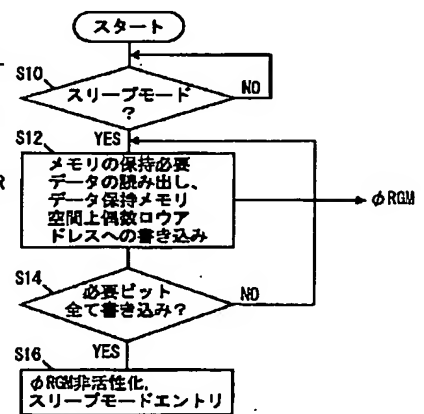 スタート
S10
スリープモード
?
NO
YES
S12
メモリの保持必要
データの読み出し、
データ保持メモリ
空間上偶数ロウア
ドレスへの書き込み
R
φRGM
S14
必要ビット
全て書き込み?
NO
YES
S16
φRGM非活性化,
スリープモードエントリ